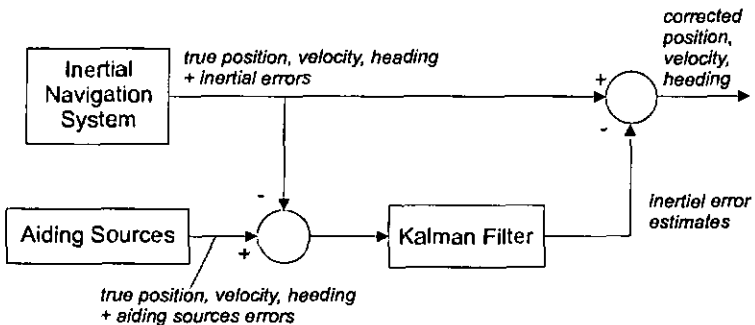 Inertial
Navigation
System
true position, velocity, heading
+ inertial errors
corrected
position,
velocity,
heading
+
-
-
Aiding Sources
+
Kalman Filter
inertiel error
estimates
true position, velocity, heeding
+ aiding sources errors